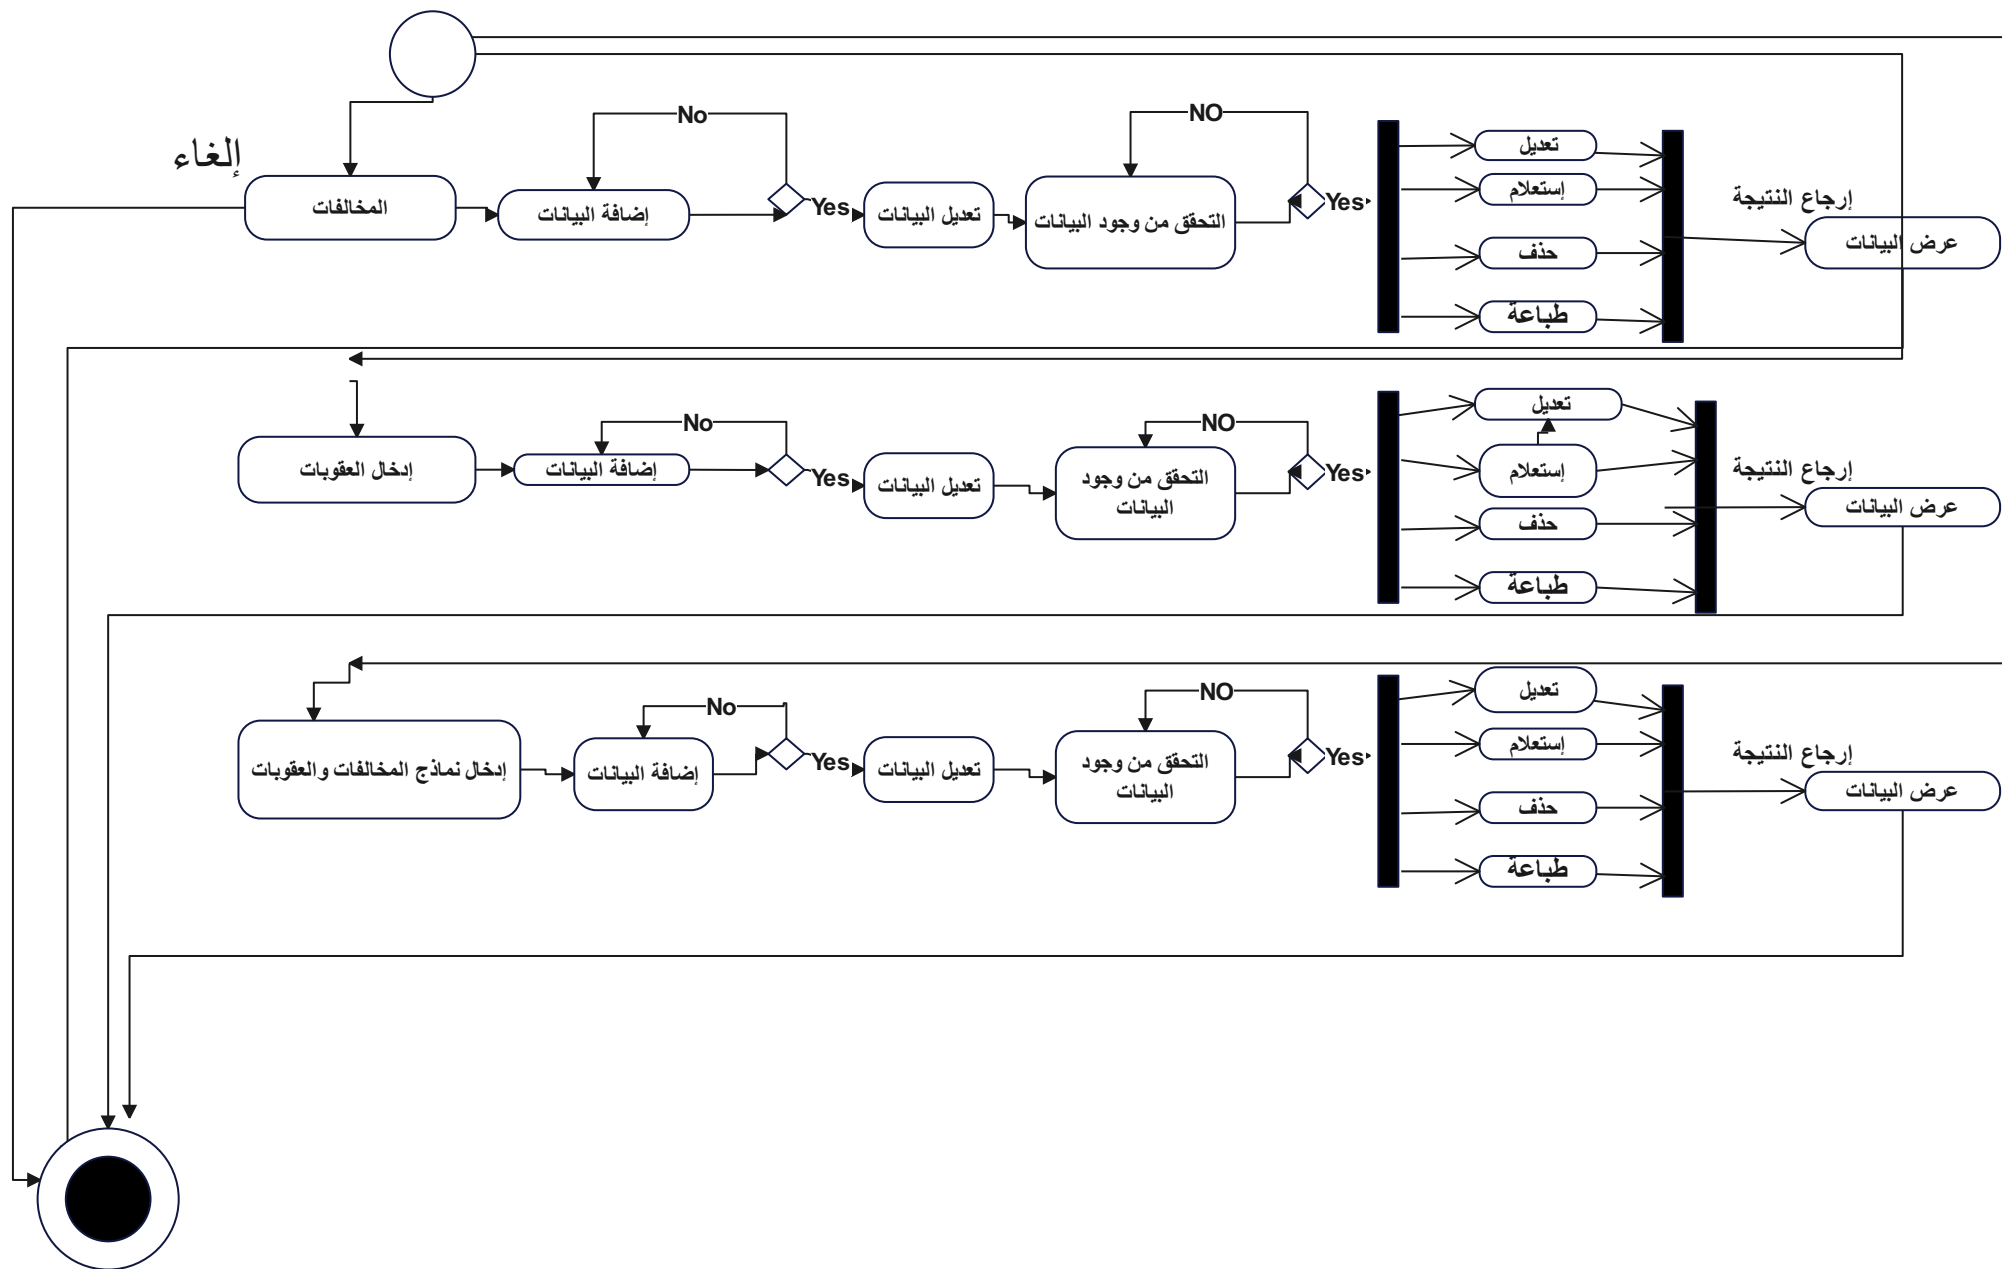 إلغاء
المخالفات
No
إضافة البيانات
Yes
تعديل البيانات
NO
التحقق من وجود البيانات
Yes
تعديل
إستعلام
حذف
طباعة
إرجاع النتيجة
عرض البيانات
إدخال العقوبات
No
إضافة البيانات
Yes
تعديل البيانات
NO
التحقق من وجود
البيانات
Yes
تعديل
إستعلام
حذف
طباعة
إرجاع النتيجة
عرض البيانات
إدخال نماذج المخالفات والعقوبات
No
إضافة البيانات
Yes
تعديل البيانات
NO
التحقق من وجود
البيانات
Yes
تعديل
إستعلام
حذف
طباعة
إرجاع النتيجة
عرض البيانات